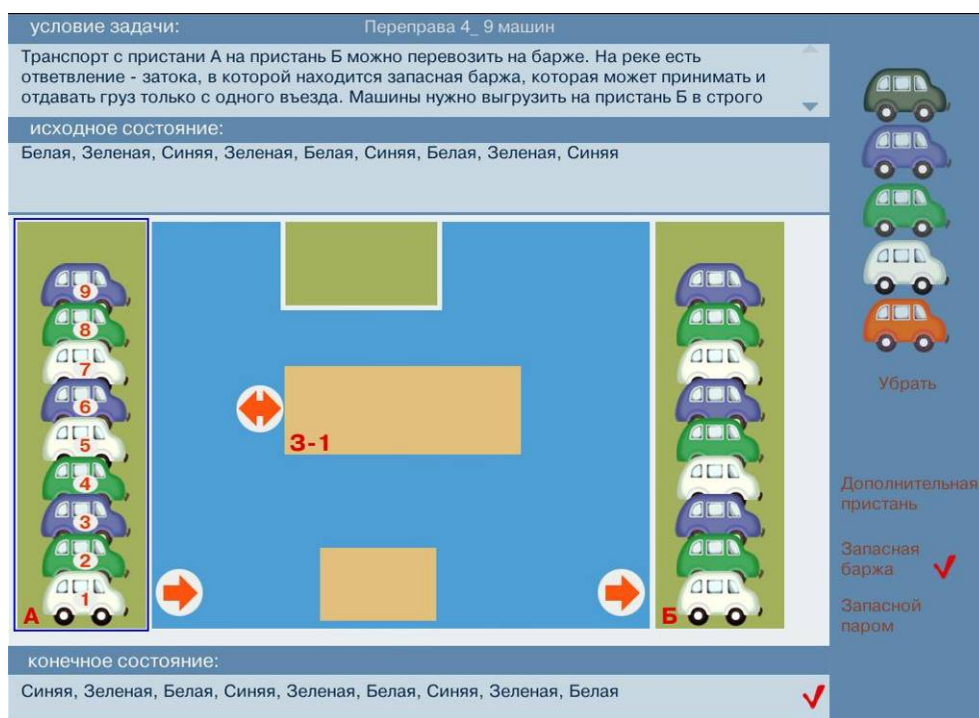 условие задачи: Переправа 4_ 9 машин
Транспорт с пристани А на пристань Б можно перевозить на барже. На реке есть
ответвление - затока, в которой находится запасная баржа, которая может принимать и
отдавать груз только с одного въезда. Машины нужно выгрузить на пристань Б в строго
исходное состояние:
Белая, Зеленая, Синяя, Зеленая, Белая, Синяя, Белая, Зеленая, Синяя
9
8
7
6
5
4
3
2
1
А
З-1
Б
Убрать
Дополнительная
пристань
Запасная
баржа
Запасной
паром
конечное состояние:
Синяя, Зеленая, Белая, Синяя, Зеленая, Белая, Синяя, Зеленая, Белая